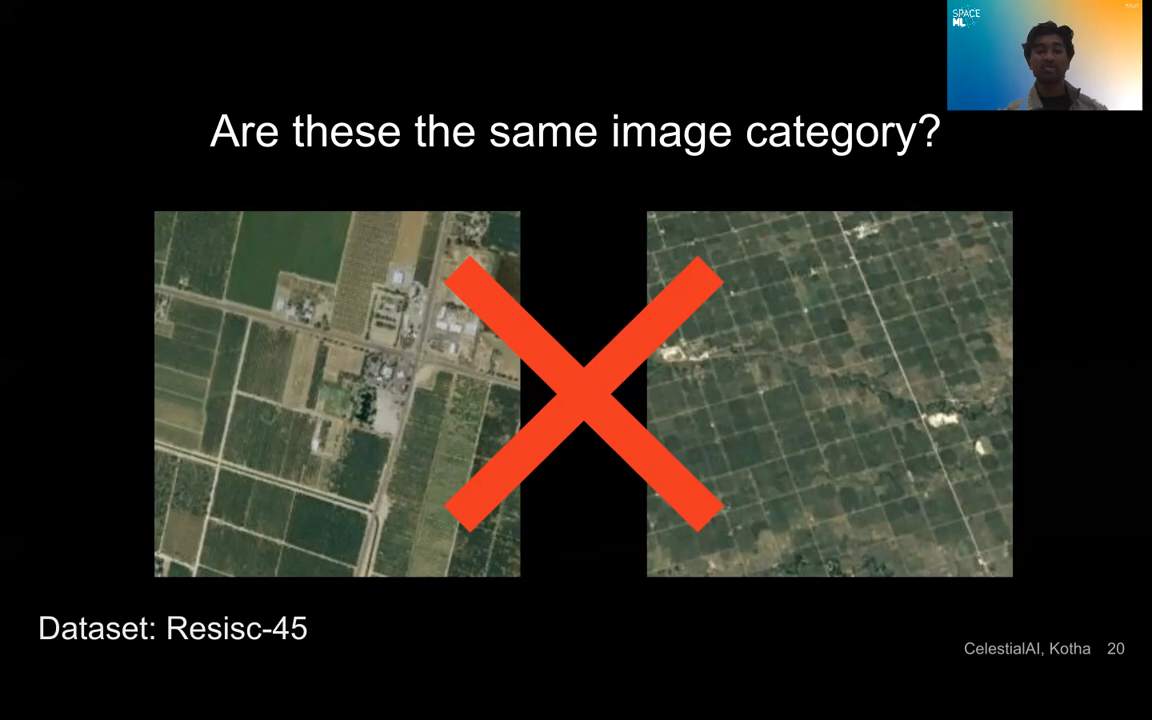 SPACE
ML
Are these the same image category?
Dataset: Resisc-45
CelestialAI, Kotha 20